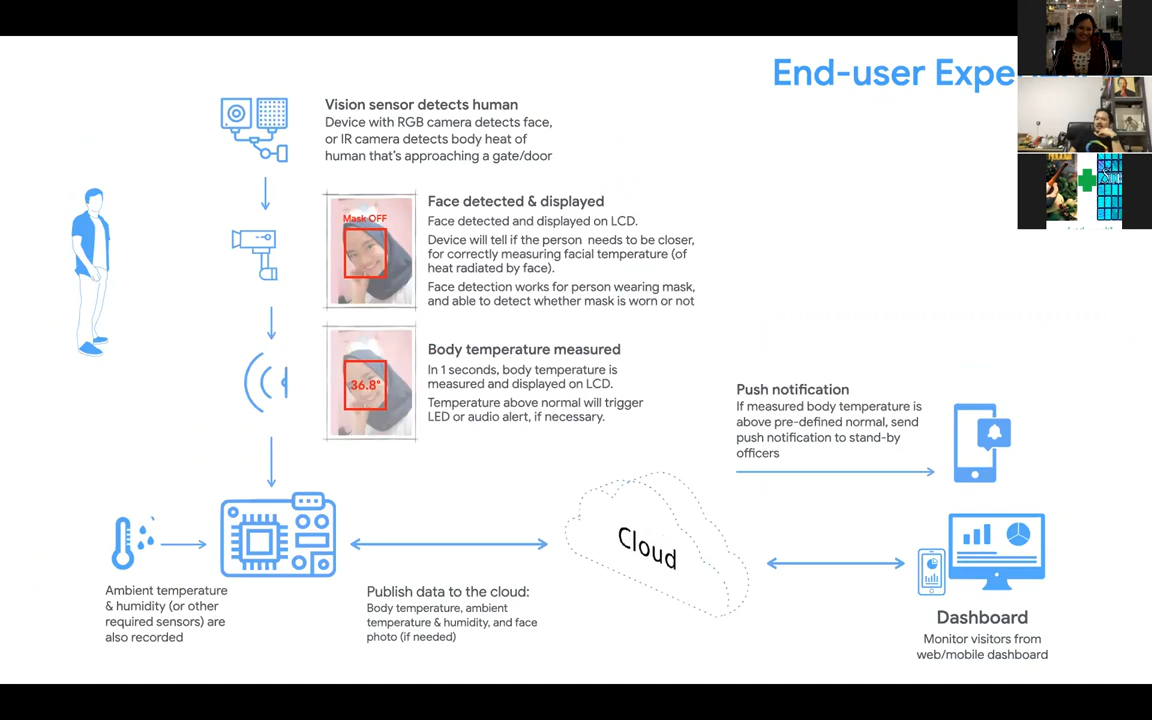 End-user Expe
Vision sensor detects human
Device with RGB camera detects face,
or IR camera detects body heat of
human that's approaching a gate/door
Mask OFF
Face detected & displayed
Face detected and displayed on LCD.
Device will tell if the person needs to be closer,
for correctly measuring facial temperature (of
heat radiated by face).
Face detection works for person wearing mask,
and able to detect whether mask is worn or not
36.8°
Body temperature measured
In 1 seconds, body temperature is
measured and displayed on LCD.
Temperature above normal will trigger
LED or audio alert, if necessary.
Push notification
If measured body temperature is
above pre-defined normal, send
push notification to stand-by
officers
Cloud
Ambient temperature
& humidity (or other
required sensors) are
also recorded
Publish data to the cloud:
Body temperature, ambient
temperature & humidity, and face
photo (if needed)
Dashboard
Monitor visitors from
web/mobile dashboard